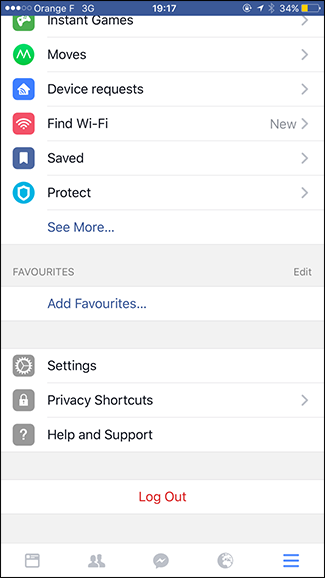 Orange F 3G 19:17 34%
Instant Games
Moves
Device requests
Find Wi-Fi New
Saved
Protect
See More...
FAVOURITES Edit
Add Favourites...
Settings
Privacy Shortcuts
? Help and Support
Log Out